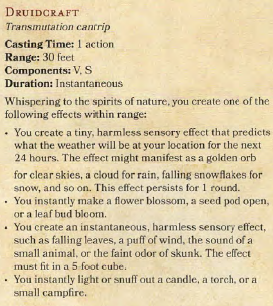 DRUIDCRAFT
Transmutation cantrip
Casting Time: 1 action
Range: 30 feet
Components: V, S
Duration: Instantaneous
Whispering to the spirits of nature, you create one of the
following effects within range:
• You create a tiny, harmless sensory effect that predicts
what the weather will be at your location for the next
24 hours. The effect might manifest as a golden orb
for clear skies, a cloud for rain, falling snowflakes for
snow, and so on. This effect persists for 1 round.
• You instantly make a flower blossom, a seed pod open,
or a leaf bud bloom.
• You create an instantaneous, harmless sensory effect,
such as falling leaves, a puff of wind, the sound of a
small animal, or the faint odor of skunk. The effect
must fit in a 5-foot cube.
• You instantly light or snuff out a candle, a torch, or a
small campfire.